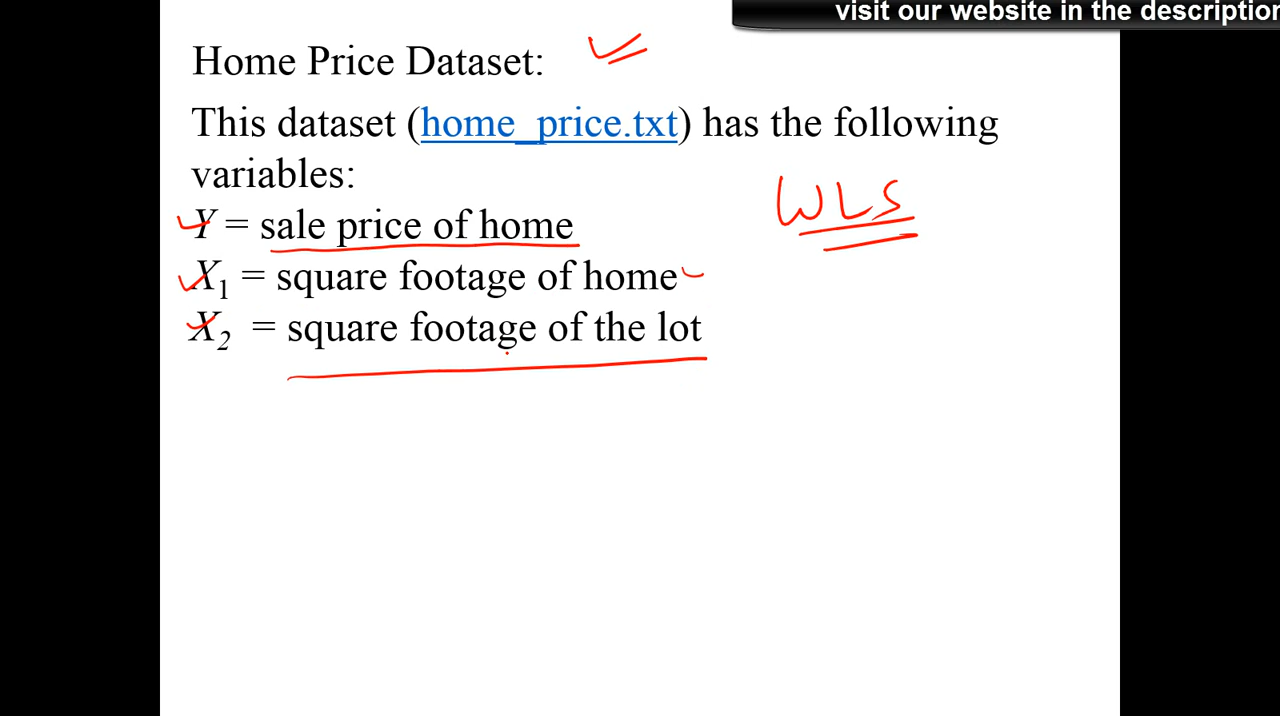 visit our website in the description
Home Price Dataset:
This dataset (home_price.txt) has the following
variables:
WLS
Y = sale price of home
X₁ = square footage of home
X₂ = square footage of the lot